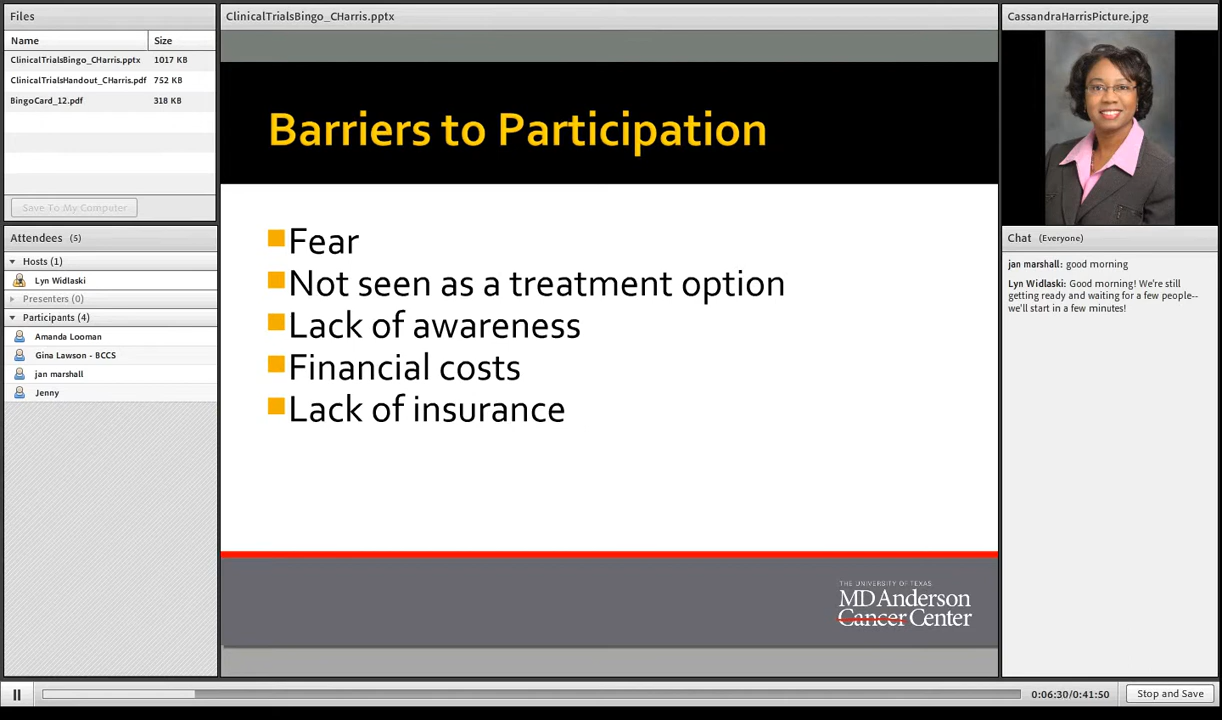 Files
Name Size
ClinicalTrialsBingo_CHarris.pptx 1017 KB
ClinicalTrialsHandout_CHarris.pdf 752 KB
BingoCard_12.pdf 318 KB
Save To My Computer
Attendees (5)
Hosts (1)
Lyn Widlaski
Presenters (0)
Participants (4)
Amanda Looman
Gina Lawson - BCCS
jan marshall
Jenny
ClinicalTrialsBingo_CHarris.pptx
Barriers to Participation
Fear
Not seen as a treatment option
Lack of awareness
Financial costs
Lack of insurance
THE UNIVERSITY OF TEXAS
MD Anderson
Cancer Center
CassandraHarrisPicture.jpg
Chat (Everyone)
jan marshall: good morning
Lyn Widlaski: Good morning! We're still
getting ready and waiting for a few people--
we'll start in a few minutes!
0:06:30/0:41:50
Stop and Save